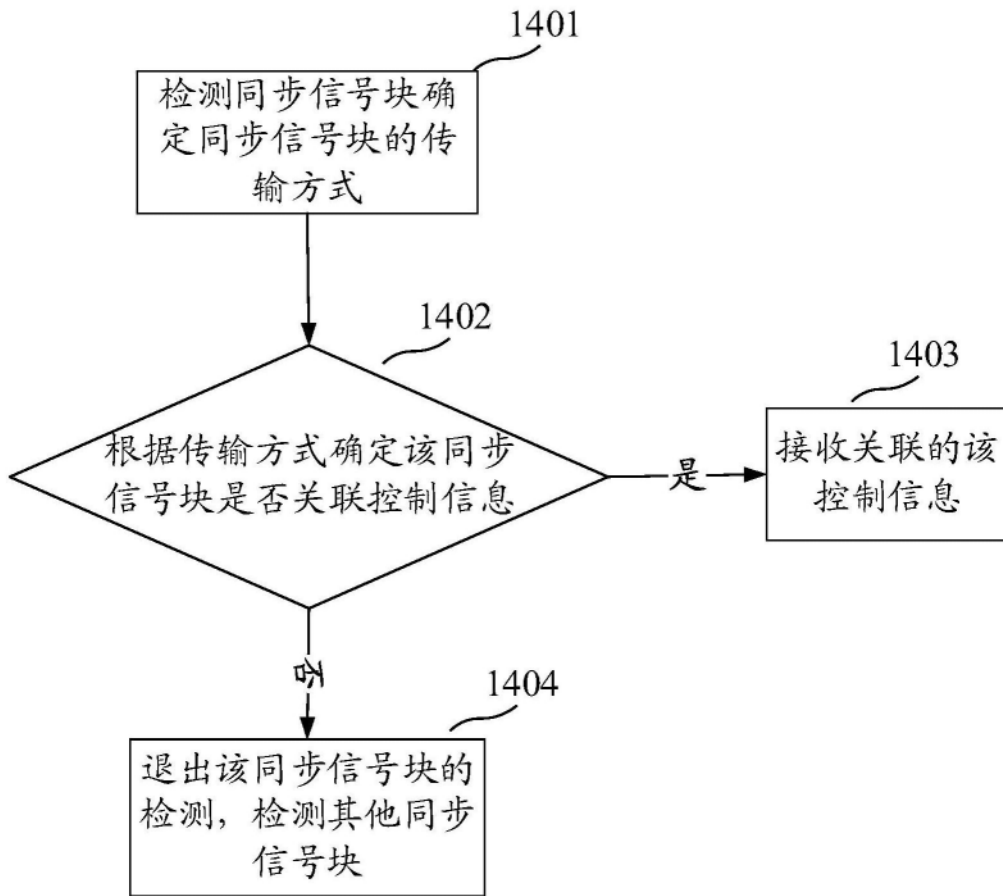 1401
检测同步信号块确
定同步信号块的传
输方式
1402
根据传输方式确定该同步
信号块是否关联控制信息
是
1403
接收关联的该
控制信息
否
1404
退出该同步信号块的
检测，检测其他同步
信号块